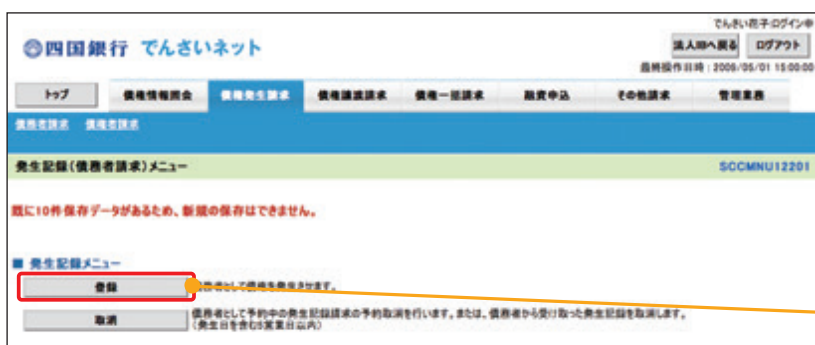 でんさい花子:ログイン中
四国銀行 でんさいネット
法人IBへ戻る ログアウト
最終操作日時:2009/05/01 15:00:00
トップ 債権情報照会 債権発生請求 債権譲渡請求 債権一括請求 融資申込 その他請求 管理業務
債務者請求 債権者請求
発生記録(債務者請求)メニュー SCCMNU12201
既に10件保存データがあるため、新規の保存はできません。
■ 発生記録メニュー
登録 債務者として債権を発生させます。
取消 債務者として予約中の発生記録請求の予約取消を行います。または、債務者から受け取った発生記録を取消します。
(発生日を含む5営業日以内)